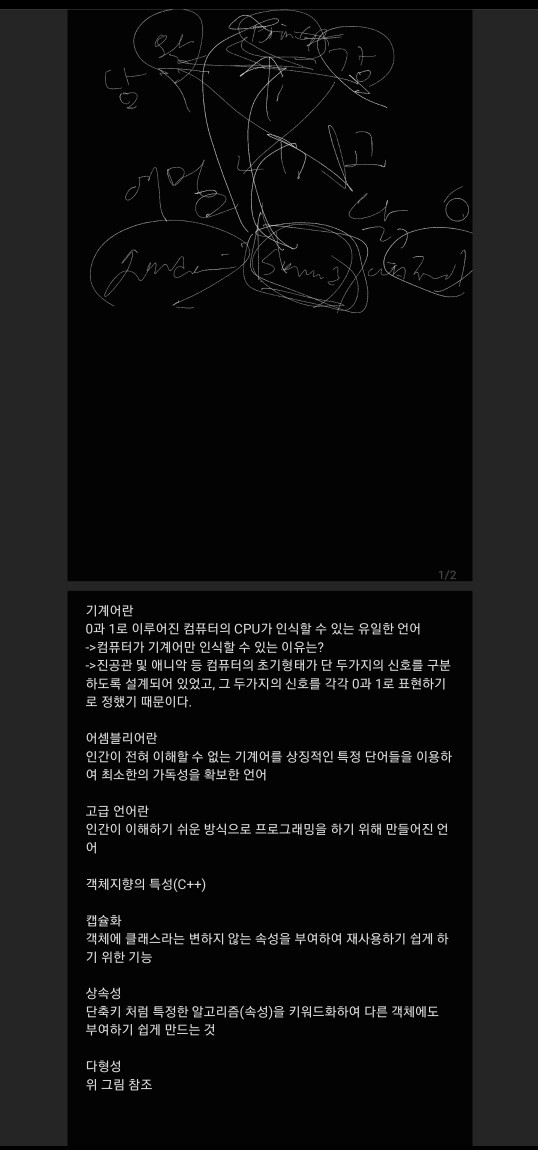 1/2
기계어란
0과 1로 이루어진 컴퓨터의 CPU가 인식할 수 있는 유일한 언어
->컴퓨터가 기계어만 인식할 수 있는 이유는?
->진공관 및 애니악 등 컴퓨터의 초기형태가 단 두가지의 신호를 구분
하도록 설계되어 있었고, 그 두가지의 신호를 각각 0과 1로 표현하기
로 정했기 때문이다.
어셈블리어란
인간이 전혀 이해할 수 없는 기계어를 상징적인 특정 단어들을 이용하
여 최소한의 가독성을 확보한 언어
고급 언어란
인간이 이해하기 쉬운 방식으로 프로그래밍을 하기 위해 만들어진 언
어
객체지향의 특성(C++)
캡슐화
객체에 클래스라는 변하지 않는 속성을 부여하여 재사용하기 쉽게 하
기 위한 기능
상속성
단축키 처럼 특정한 알고리즘(속성)을 키워드화하여 다른 객체에도
부여하기 쉽게 만드는 것
다형성
위 그림 참조